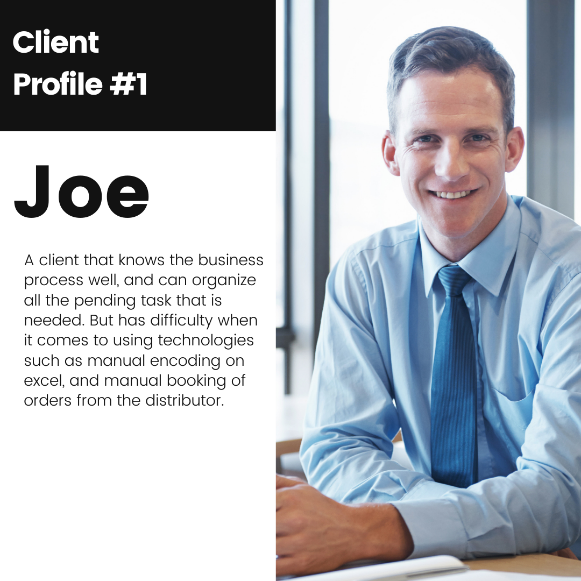 Client
Profile #1
Joe
A client that knows the business
process well, and can organize
all the pending task that is
needed. But has difficulty when
it comes to using technologies
such as manual encoding on
excel, and manual booking of
orders from the distributor.